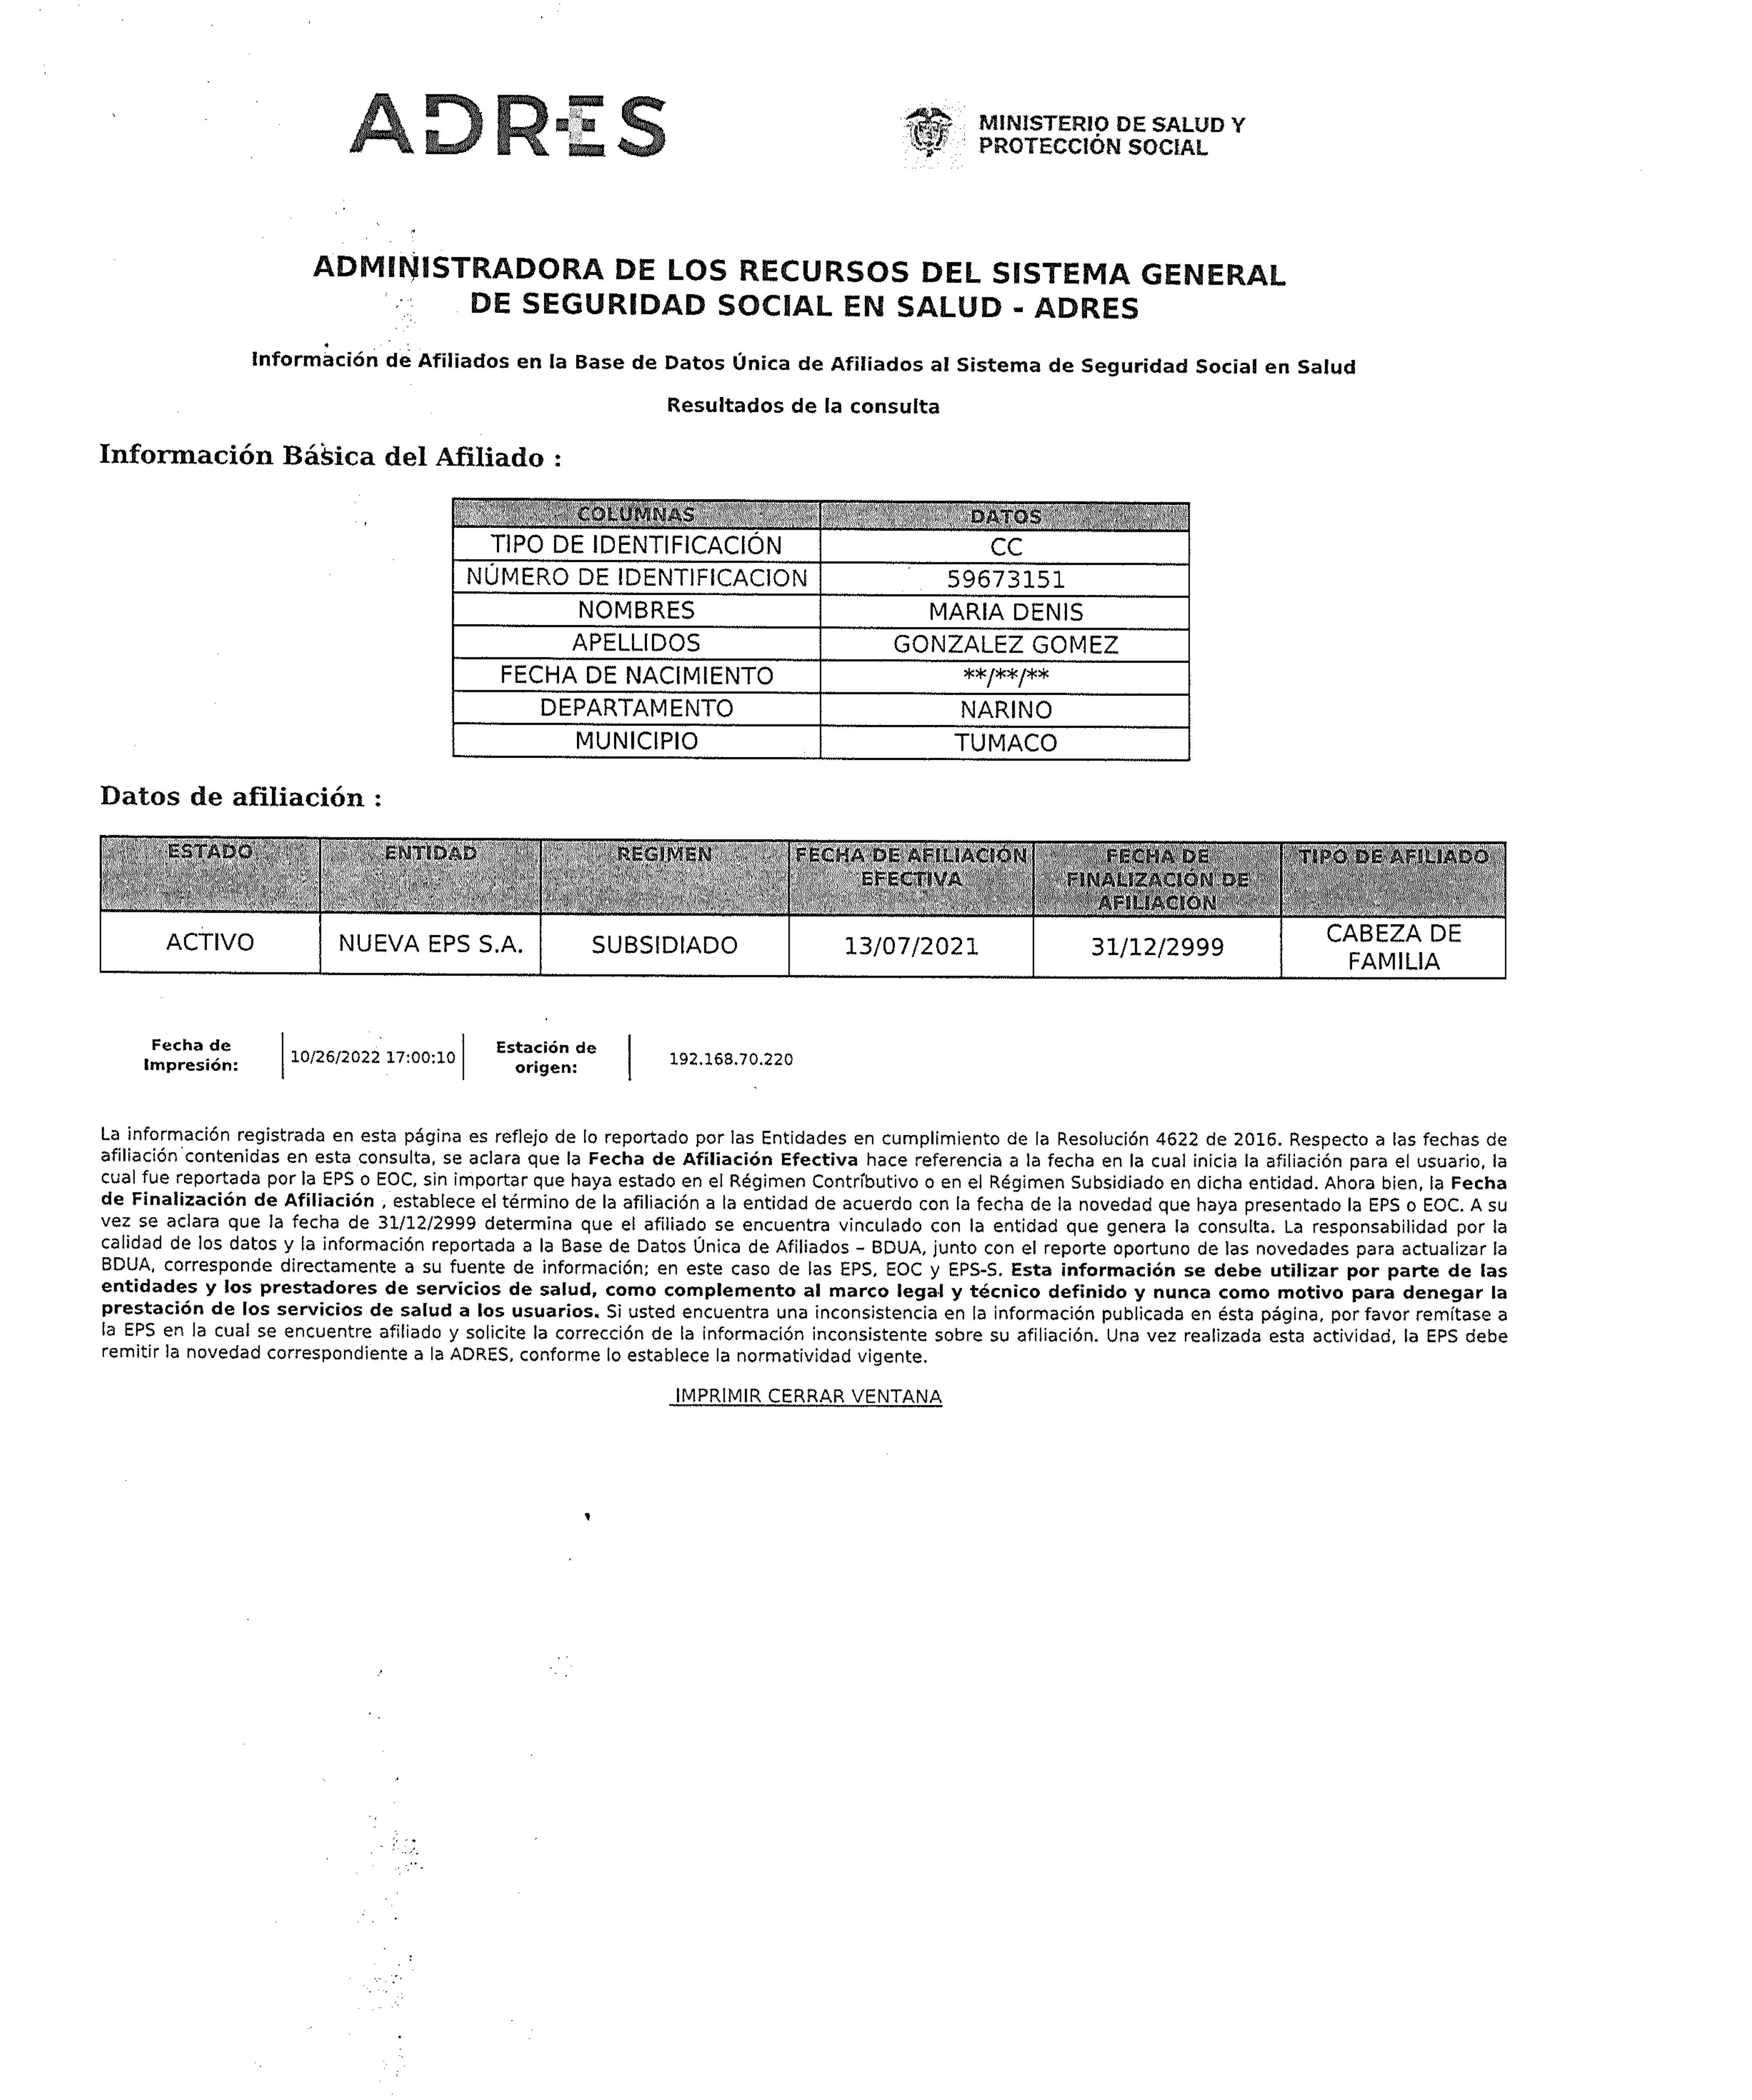 ADRES
MINISTERIO DE SALUD Y
PROTECCIÓN SOCIAL
ADMINISTRADORA DE LOS RECURSOS DEL SISTEMA GENERAL
DE SEGURIDAD SOCIAL EN SALUD - ADRES
Información de Afiliados en la Base de Datos Única de Afiliados al Sistema de Seguridad Social en Salud
Resultados de la consulta
Información Básica del Afiliado :
COLUMNAS DATOS
TIPO DE IDENTIFICACIÓN CC
NÚMERO DE IDENTIFICACION 59673151
NOMBRES MARIA DENIS
APELLIDOS GONZALEZ GOMEZ
FECHA DE NACIMIENTO **/**/**
DEPARTAMENTO NARINO
MUNICIPIO TUMACO
Datos de afiliación :
ESTADO ENTIDAD REGIMEN FECHA DE AFILIACIÓN EFECTIVA FECHA DE FINALIZACIÓN DE AFILIACIÓN TIPO DE AFILIADO
ACTIVO NUEVA EPS S.A. SUBSIDIADO 13/07/2021 31/12/2999 CABEZA DE FAMILIA
Fecha de Impresión: 10/26/2022 17:00:10 Estación de origen: 192.168.70.220
La información registrada en esta página es reflejo de lo reportado por las Entidades en cumplimiento de la Resolución 4622 de 2016. Respecto a las fechas de
afiliación contenidas en esta consulta, se aclara que la Fecha de Afiliación Efectiva hace referencia a la fecha en la cual inicia la afiliación para el usuario, la
cual fue reportada por la EPS o EOC, sin importar que haya estado en el Régimen Contributivo o en el Régimen Subsidiado en dicha entidad. Ahora bien, la Fecha
de Finalización de Afiliación , establece el término de la afiliación a la entidad de acuerdo con la fecha de la novedad que haya presentado la EPS o EOC. A su
vez se aclara que la fecha de 31/12/2999 determina que el afiliado se encuentra vinculado con la entidad que genera la consulta. La responsabilidad por la
calidad de los datos y la información reportada a la Base de Datos Única de Afiliados – BDUA, junto con el reporte oportuno de las novedades para actualizar la
BDUA, corresponde directamente a su fuente de información; en este caso de las EPS, EOC y EPS-S. Esta información se debe utilizar por parte de las
entidades y los prestadores de servicios de salud, como complemento al marco legal y técnico definido y nunca como motivo para denegar la
prestación de los servicios de salud a los usuarios. Si usted encuentra una inconsistencia en la información publicada en ésta página, por favor remítase a
la EPS en la cual se encuentre afiliado y solicite la corrección de la información inconsistente sobre su afiliación. Una vez realizada esta actividad, la EPS debe
remitir la novedad correspondiente a la ADRES, conforme lo establece la normatividad vigente.
IMPRIMIR CERRAR VENTANA